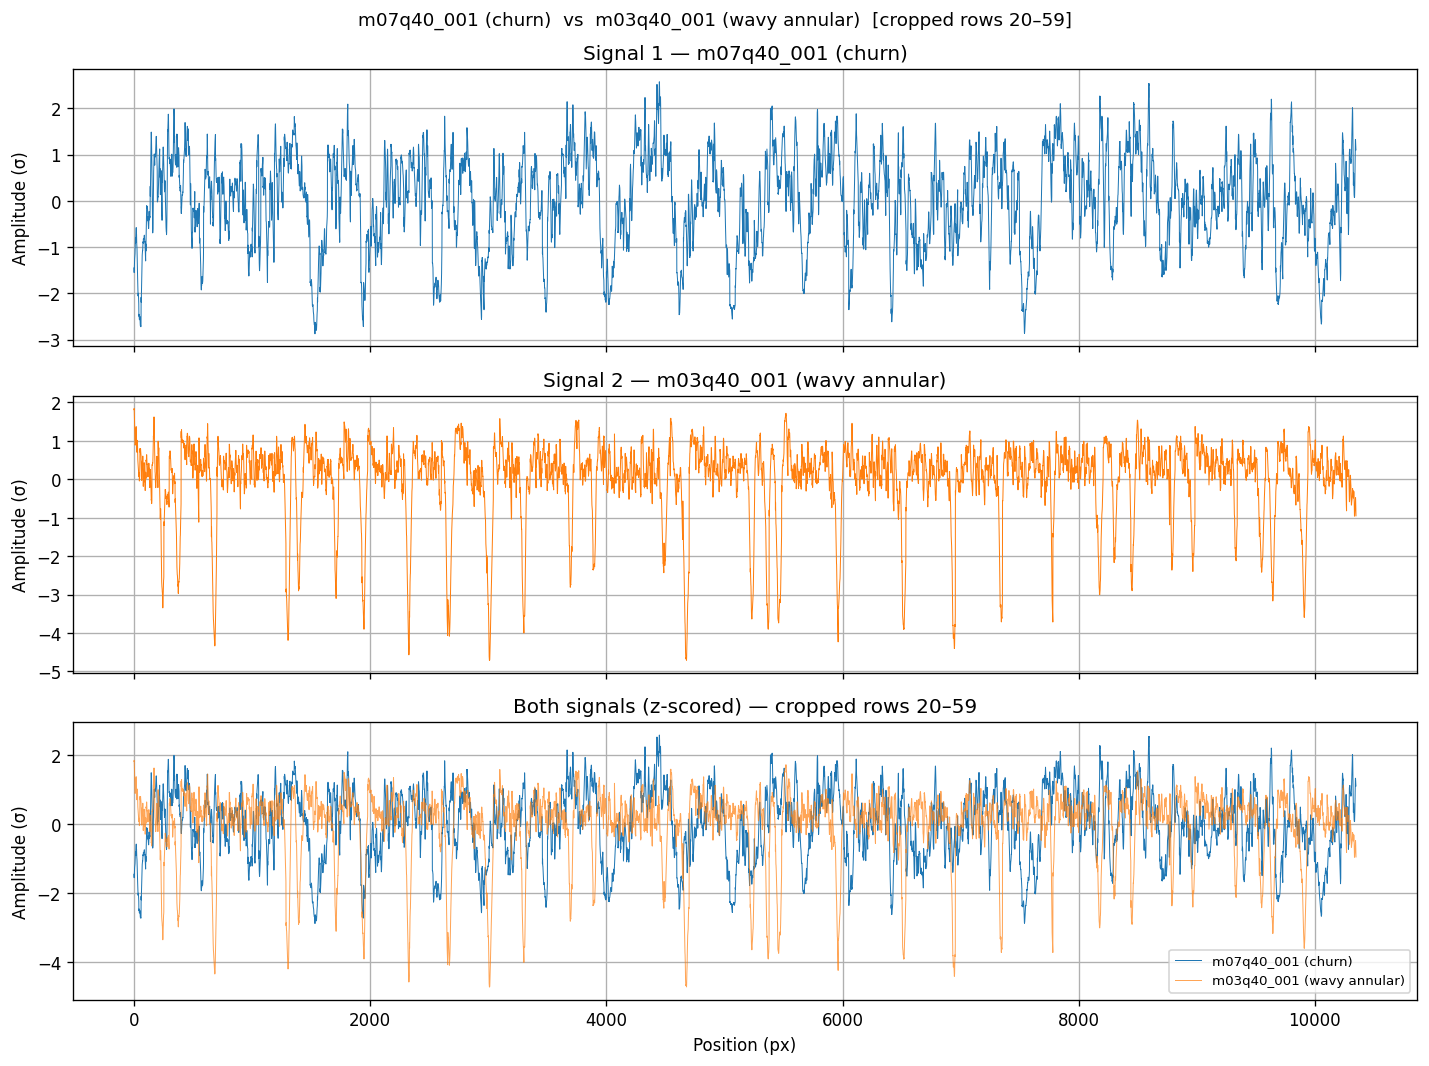 m07q40_001 (churn)  vs  m03q40_001 (wavy annular)  [cropped rows 20–59]
Signal 1 — m07q40_001 (churn)
Amplitude (σ)
2
1
0
−1
−2
−3
Signal 2 — m03q40_001 (wavy annular)
Amplitude (σ)
2
1
0
−1
−2
−3
−4
−5
Both signals (z-scored) — cropped rows 20–59
Amplitude (σ)
2
0
−2
−4
m07q40_001 (churn)
m03q40_001 (wavy annular)
0 2000 4000 6000 8000 10000
Position (px)